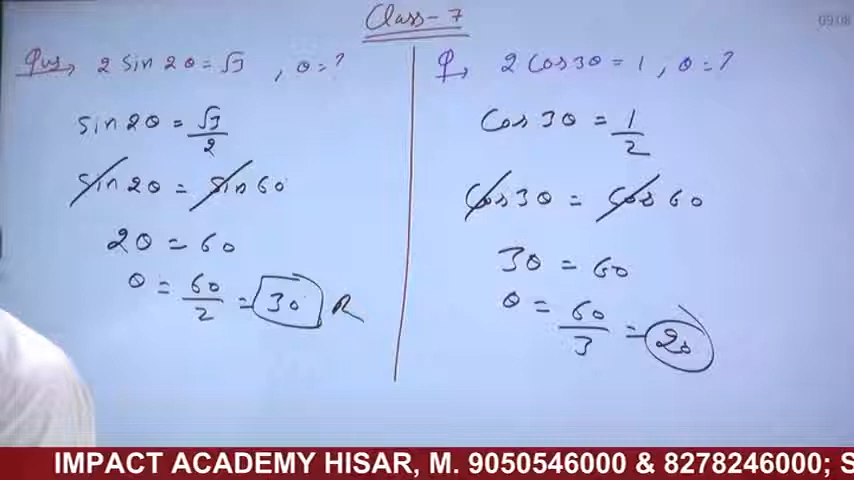 Class-7
09:08
Qus → 2 sin 2θ = √3 , θ = ?
sin 2θ = √3/2
sin 2θ = sin 60
2θ = 60
θ = 60/2 = 30 R
Q → 2 Cos 3θ = 1 , θ = ?
Cos 3θ = 1/2
Cos 3θ = Cos 60
3θ = 60
θ = 60/3 = 20
IMPACT ACADEMY HISAR, M. 9050546000 & 8278246000; S